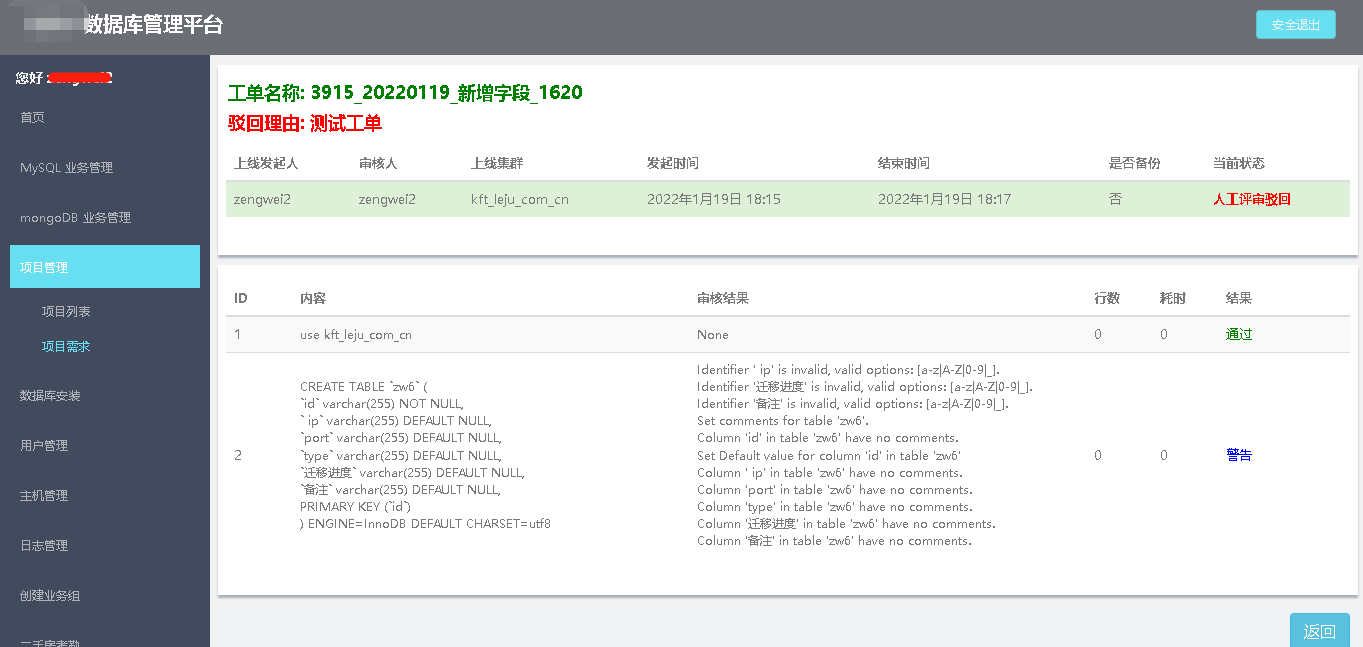 数据库管理平台
安全退出
您好
首页
MySQL 业务管理
mongoDB 业务管理
项目管理
项目列表
项目需求
数据库安装
用户管理
主机管理
日志管理
创建业务组
二手房考勤
工单名称: 3915_20220119_新增字段_1620
驳回理由: 测试工单
上线发起人 审核人 上线集群 发起时间 结束时间 是否备份 当前状态
zengwei2 zengwei2 kft_leju_com_cn 2022年1月19日 18:15 2022年1月19日 18:17 否 人工评审驳回
ID 内容 审核结果 行数 耗时 结果
1 use kft_leju_com_cn None 0 0 通过
2
CREATE TABLE `zw6` (
`id` varchar(255) NOT NULL,
` ip` varchar(255) DEFAULT NULL,
`port` varchar(255) DEFAULT NULL,
`type` varchar(255) DEFAULT NULL,
`迁移进度` varchar(255) DEFAULT NULL,
`备注` varchar(255) DEFAULT NULL,
PRIMARY KEY (`id`)
) ENGINE=InnoDB DEFAULT CHARSET=utf8
Identifier ' ip' is invalid, valid options: [a-z|A-Z|0-9|_].
Identifier '迁移进度' is invalid, valid options: [a-z|A-Z|0-9|_].
Identifier '备注' is invalid, valid options: [a-z|A-Z|0-9|_].
Set comments for table 'zw6'.
Column 'id' in table 'zw6' have no comments.
Set Default value for column 'id' in table 'zw6'
Column ' ip' in table 'zw6' have no comments.
Column 'port' in table 'zw6' have no comments.
Column 'type' in table 'zw6' have no comments.
Column '迁移进度' in table 'zw6' have no comments.
Column '备注' in table 'zw6' have no comments.
0 0 警告
返回